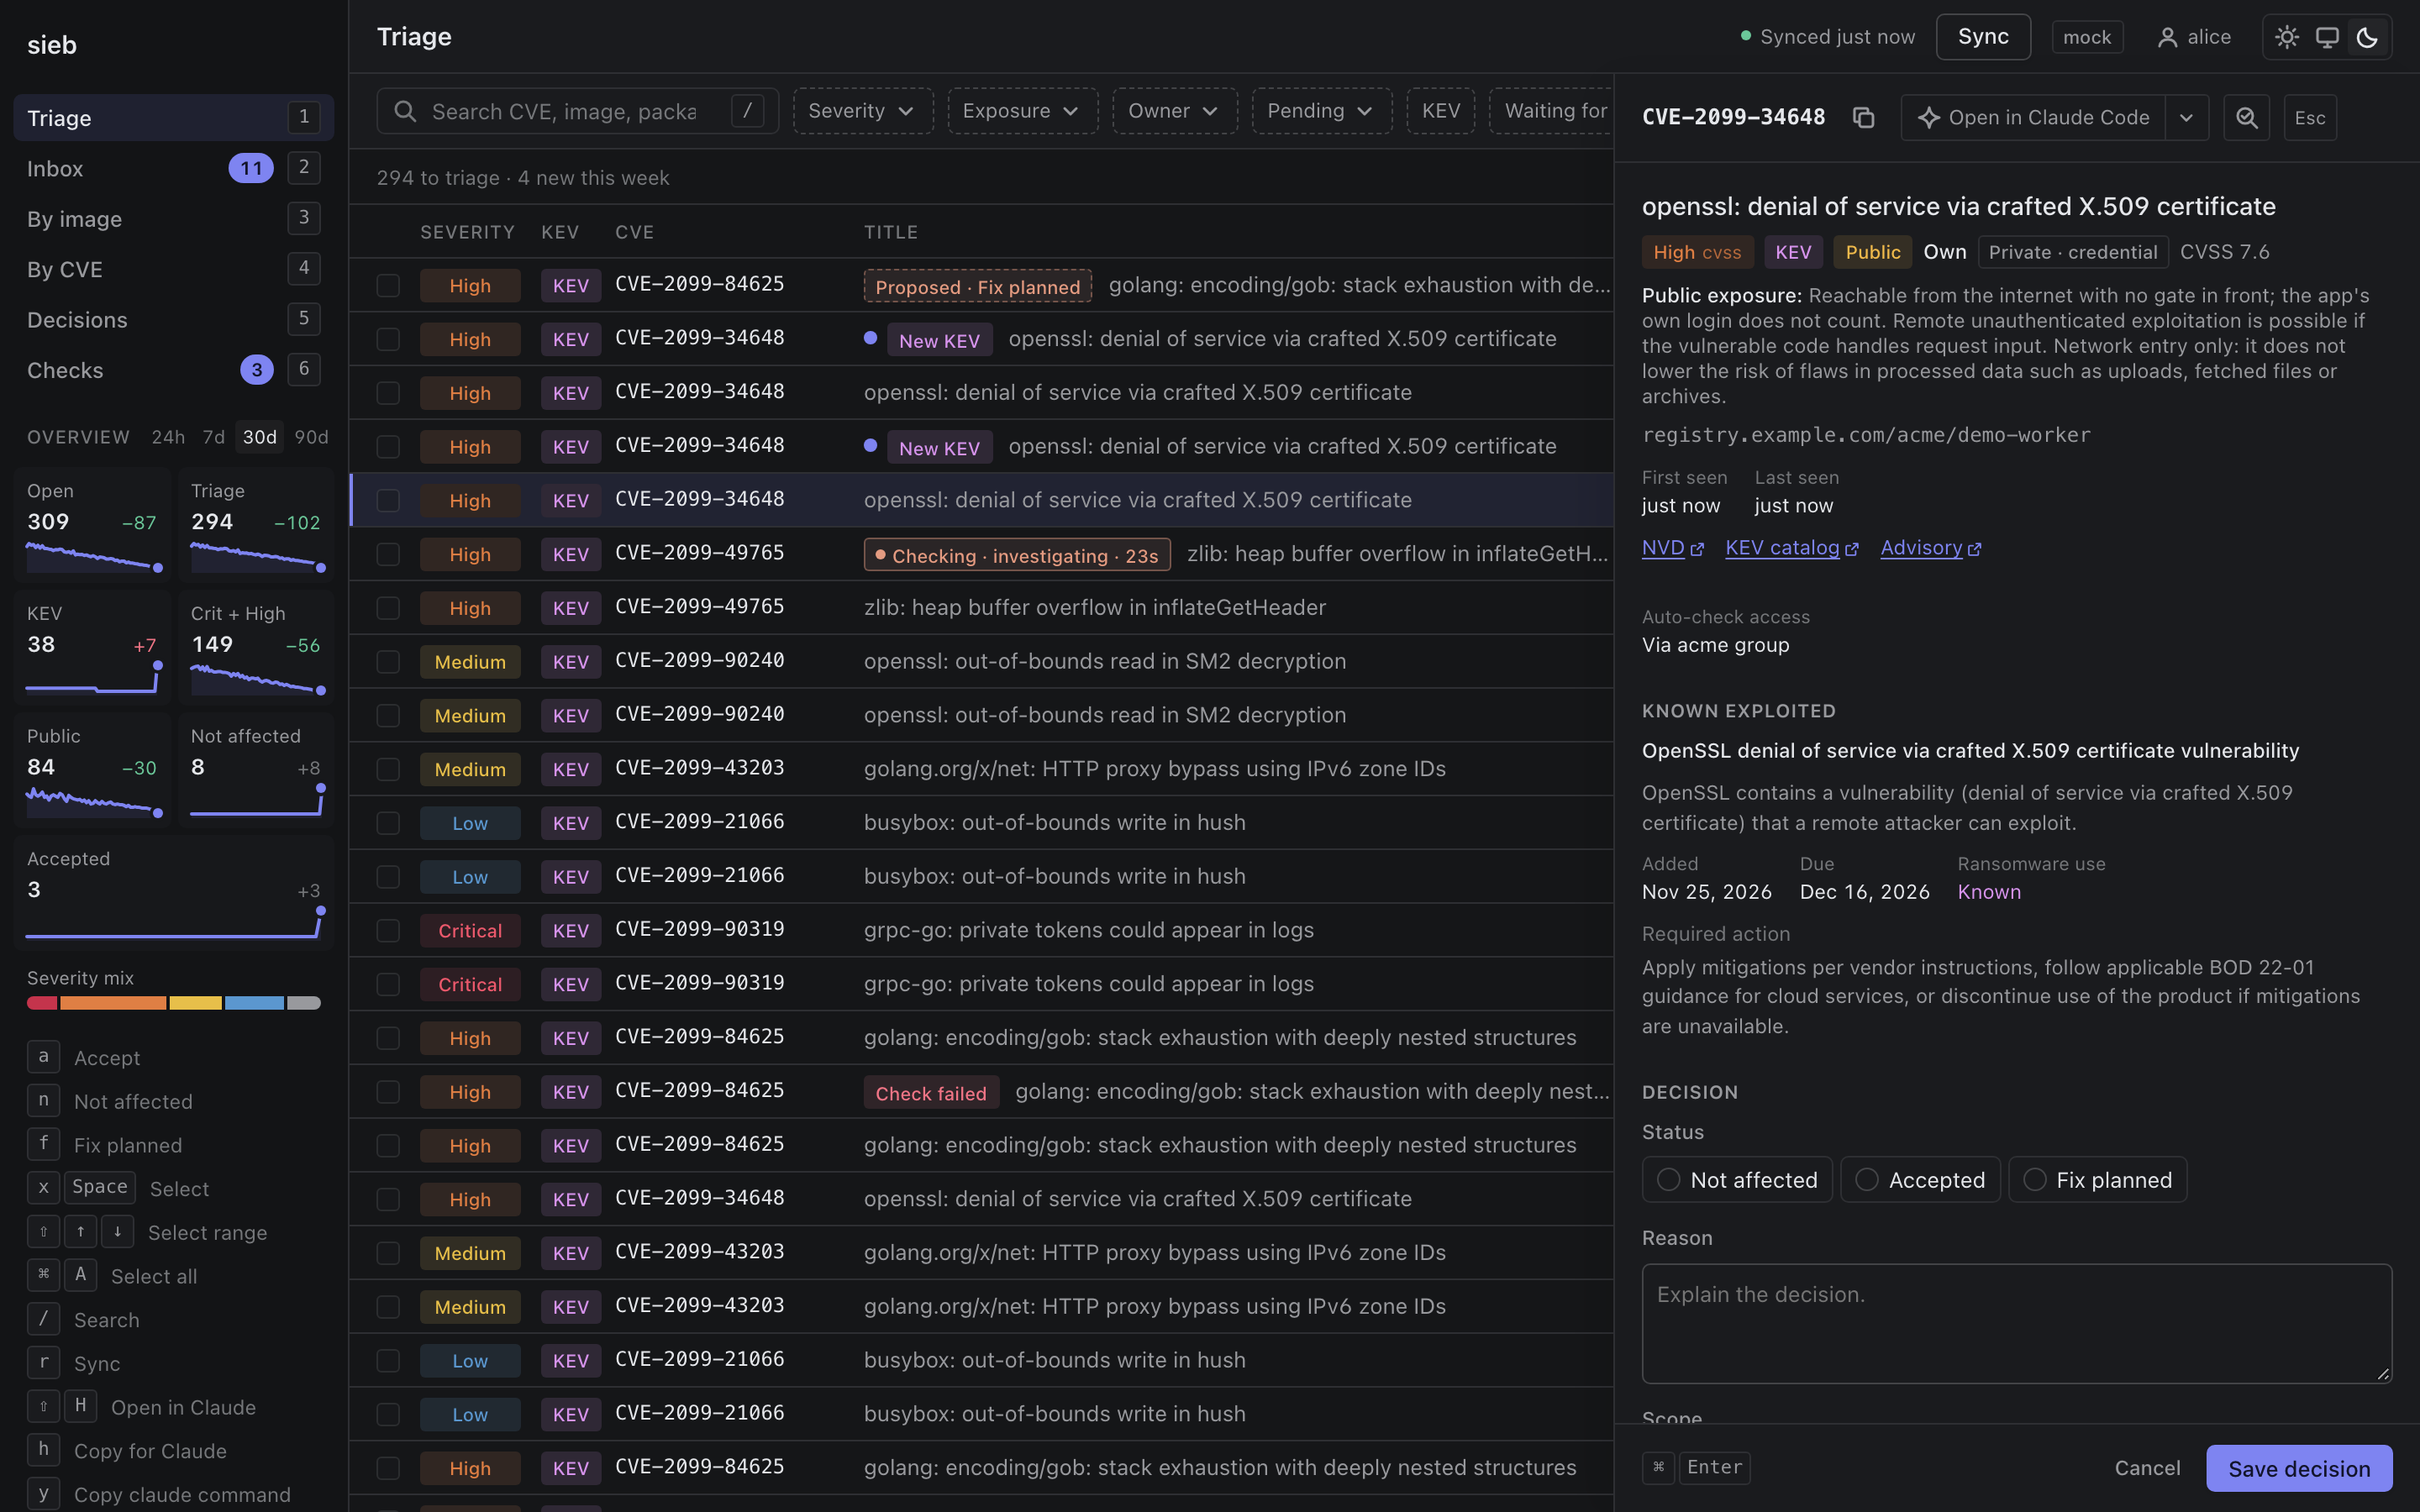 sieb
Triage 1
Inbox 11 2
By image 3
By CVE 4
Decisions 5
Checks 3 6
OVERVIEW 24h 7d 30d 90d
Open
309 −87
Triage
294 −102
KEV
38 +7
Crit + High
149 −56
Public
84 −30
Not affected
8 +8
Accepted
3 +3
Severity mix
a Accept
n Not affected
f Fix planned
x Space Select
⇧ ↑ ↓ Select range
⌘ A Select all
/ Search
r Sync
⇧ H Open in Claude
h Copy for Claude
y Copy claude command
Triage
Synced just now Sync mock alice
Search CVE, image, packa / Severity Exposure Owner Pending KEV Waiting for
294 to triage · 4 new this week
SEVERITY KEV CVE TITLE
High KEV CVE-2099-84625 Proposed · Fix planned golang: encoding/gob: stack exhaustion with de...
High KEV CVE-2099-34648 New KEV openssl: denial of service via crafted X.509 certificate
High KEV CVE-2099-34648 openssl: denial of service via crafted X.509 certificate
High KEV CVE-2099-34648 New KEV openssl: denial of service via crafted X.509 certificate
High KEV CVE-2099-34648 openssl: denial of service via crafted X.509 certificate
High KEV CVE-2099-49765 Checking · investigating · 23s zlib: heap buffer overflow in inflateGetH...
High KEV CVE-2099-49765 zlib: heap buffer overflow in inflateGetHeader
Medium KEV CVE-2099-90240 openssl: out-of-bounds read in SM2 decryption
Medium KEV CVE-2099-90240 openssl: out-of-bounds read in SM2 decryption
Medium KEV CVE-2099-43203 golang.org/x/net: HTTP proxy bypass using IPv6 zone IDs
Low KEV CVE-2099-21066 busybox: out-of-bounds write in hush
Low KEV CVE-2099-21066 busybox: out-of-bounds write in hush
Critical KEV CVE-2099-90319 grpc-go: private tokens could appear in logs
Critical KEV CVE-2099-90319 grpc-go: private tokens could appear in logs
High KEV CVE-2099-84625 golang: encoding/gob: stack exhaustion with deeply nested structures
High KEV CVE-2099-84625 Check failed golang: encoding/gob: stack exhaustion with deeply nest...
High KEV CVE-2099-84625 golang: encoding/gob: stack exhaustion with deeply nested structures
High KEV CVE-2099-34648 openssl: denial of service via crafted X.509 certificate
Medium KEV CVE-2099-43203 golang.org/x/net: HTTP proxy bypass using IPv6 zone IDs
Medium KEV CVE-2099-43203 golang.org/x/net: HTTP proxy bypass using IPv6 zone IDs
Low KEV CVE-2099-21066 busybox: out-of-bounds write in hush
Low KEV CVE-2099-21066 busybox: out-of-bounds write in hush
High KEV CVE-2099-84625 golang: encoding/gob: stack exhaustion with deeply nested structures
CVE-2099-34648 Open in Claude Code Esc
openssl: denial of service via crafted X.509 certificate
High cvss KEV Public Own Private · credential CVSS 7.6
Public exposure: Reachable from the internet with no gate in front; the app's
own login does not count. Remote unauthenticated exploitation is possible if
the vulnerable code handles request input. Network entry only: it does not
lower the risk of flaws in processed data such as uploads, fetched files or
archives.
registry.example.com/acme/demo-worker
First seen Last seen
just now just now
NVD KEV catalog Advisory
Auto-check access
Via acme group
KNOWN EXPLOITED
OpenSSL denial of service via crafted X.509 certificate vulnerability
OpenSSL contains a vulnerability (denial of service via crafted X.509
certificate) that a remote attacker can exploit.
Added Due Ransomware use
Nov 25, 2026 Dec 16, 2026 Known
Required action
Apply mitigations per vendor instructions, follow applicable BOD 22-01
guidance for cloud services, or discontinue use of the product if mitigations
are unavailable.
DECISION
Status
Not affected Accepted Fix planned
Reason
Explain the decision.
Scope
⌘ Enter Cancel Save decision